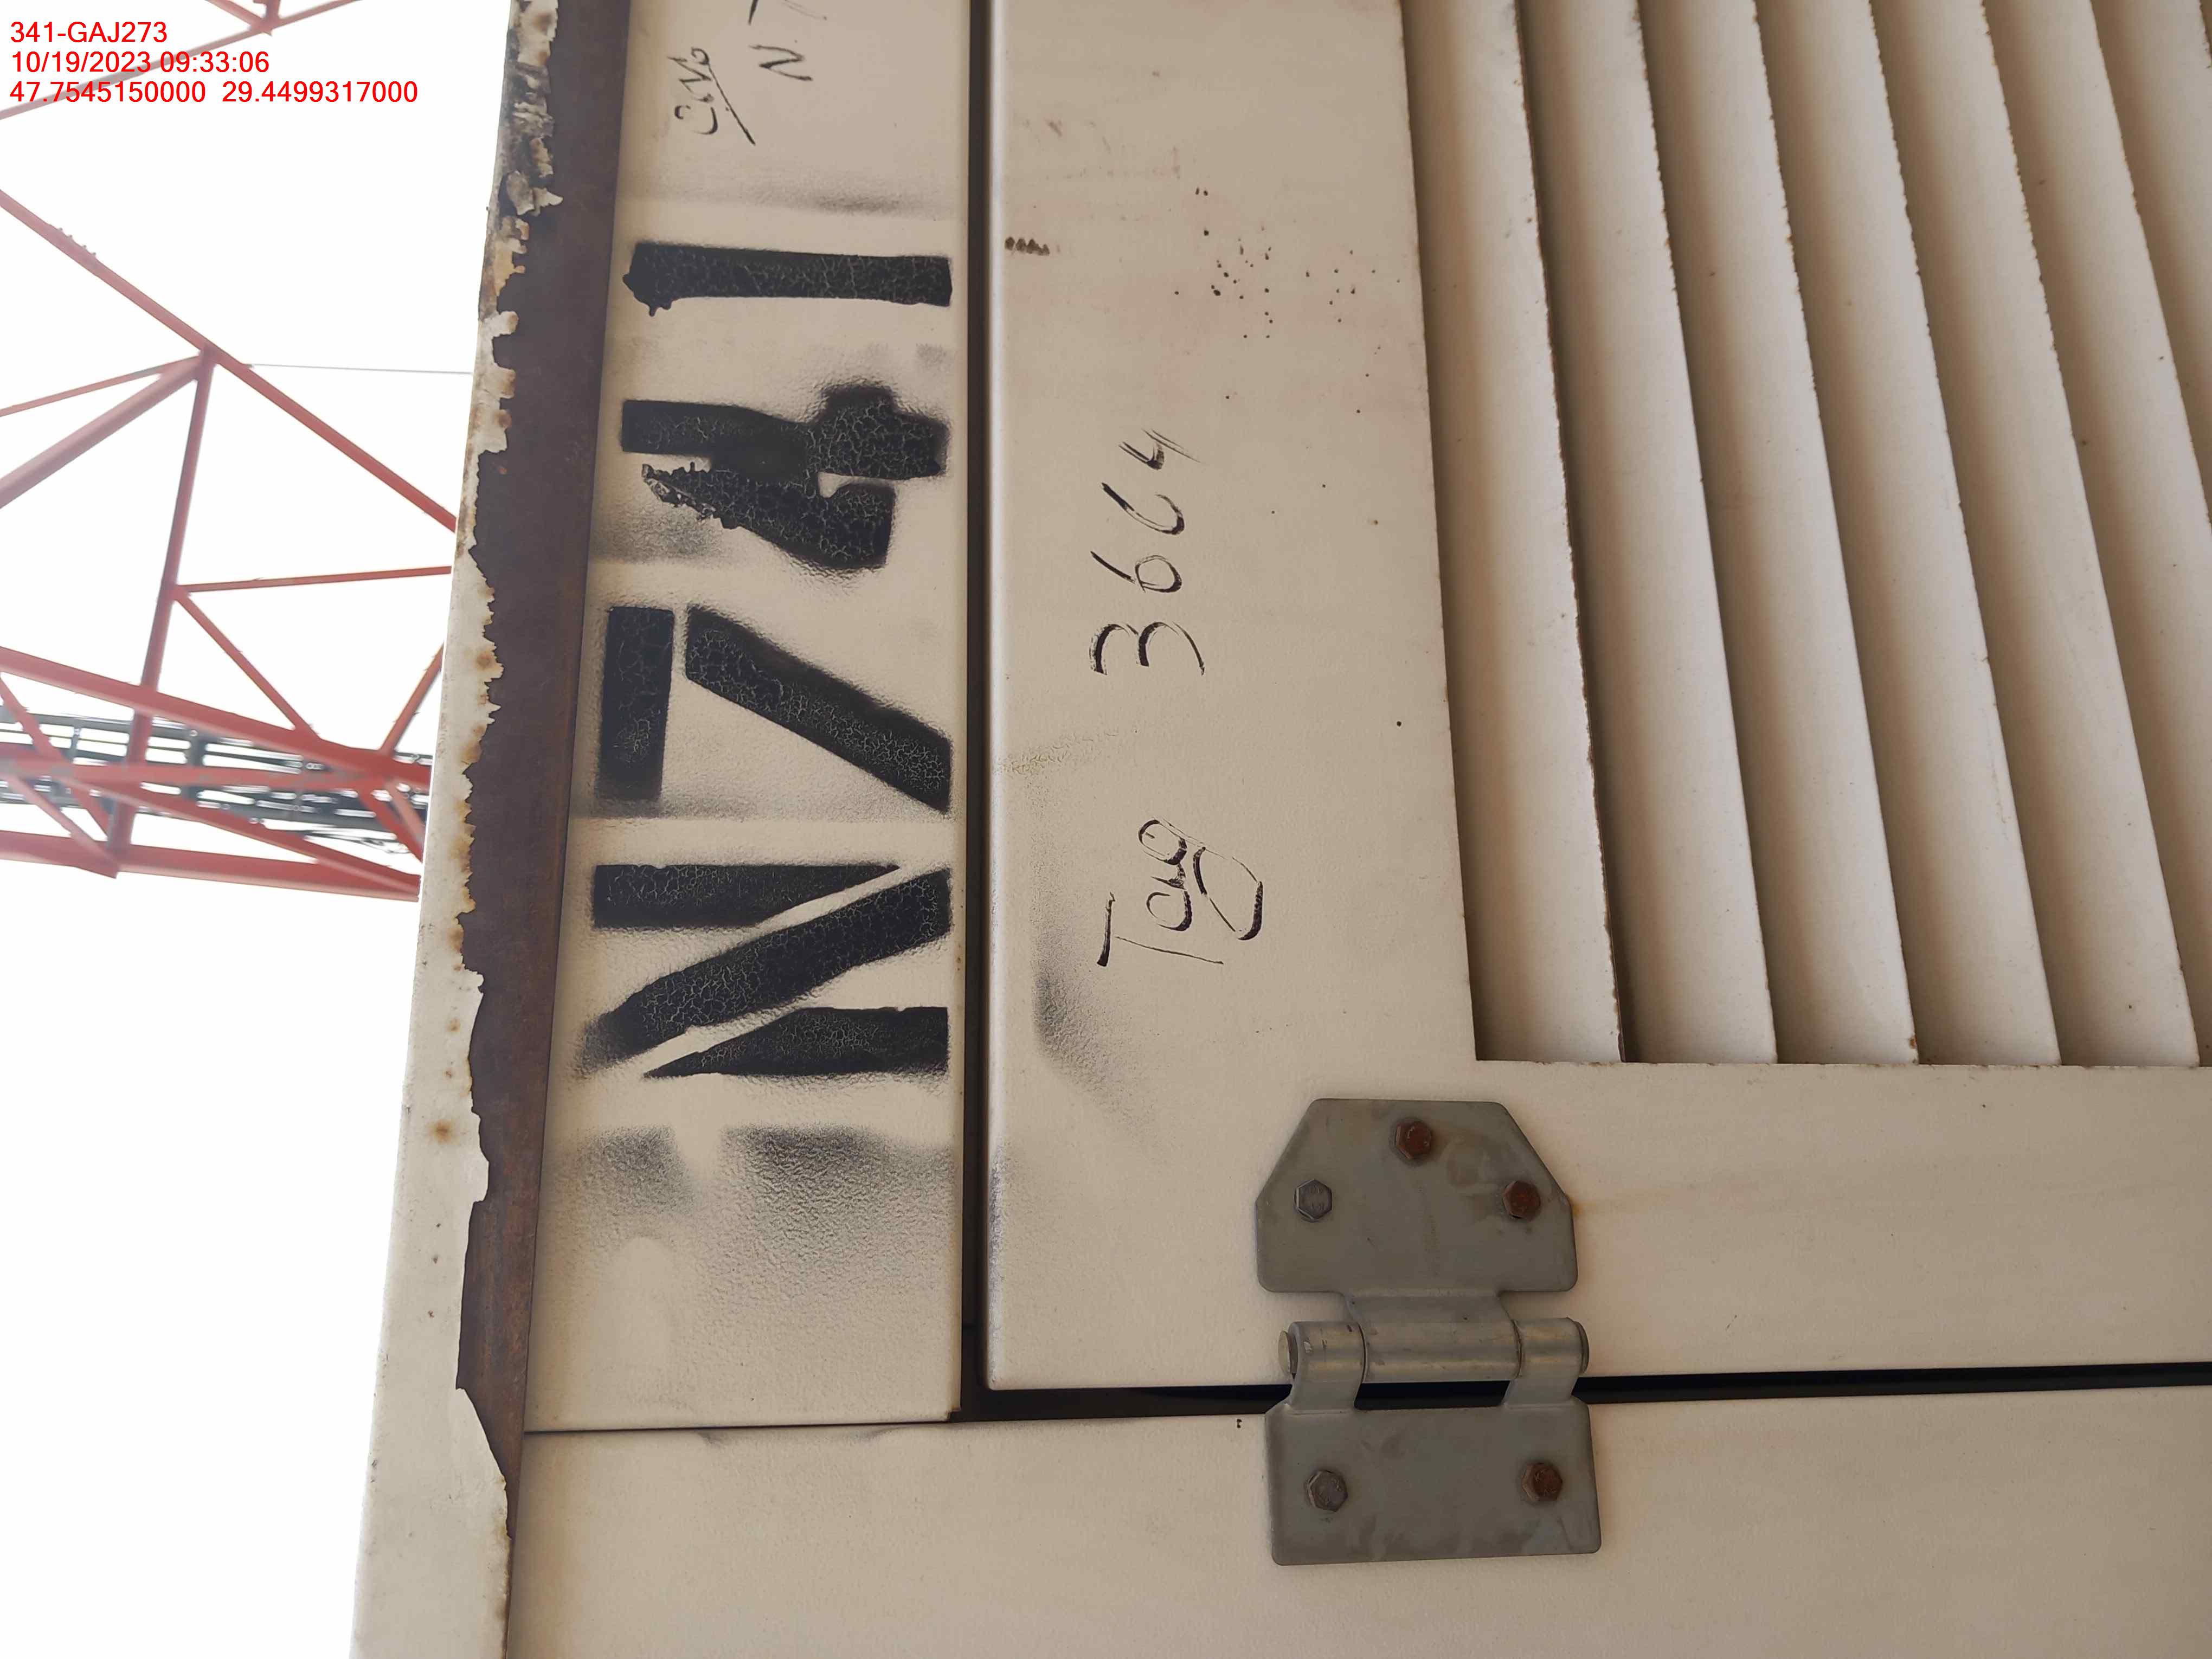 341-GAJ273
10/19/2023 09:33:06
47.7545150000 29.4499317000
N741
Tag 3664